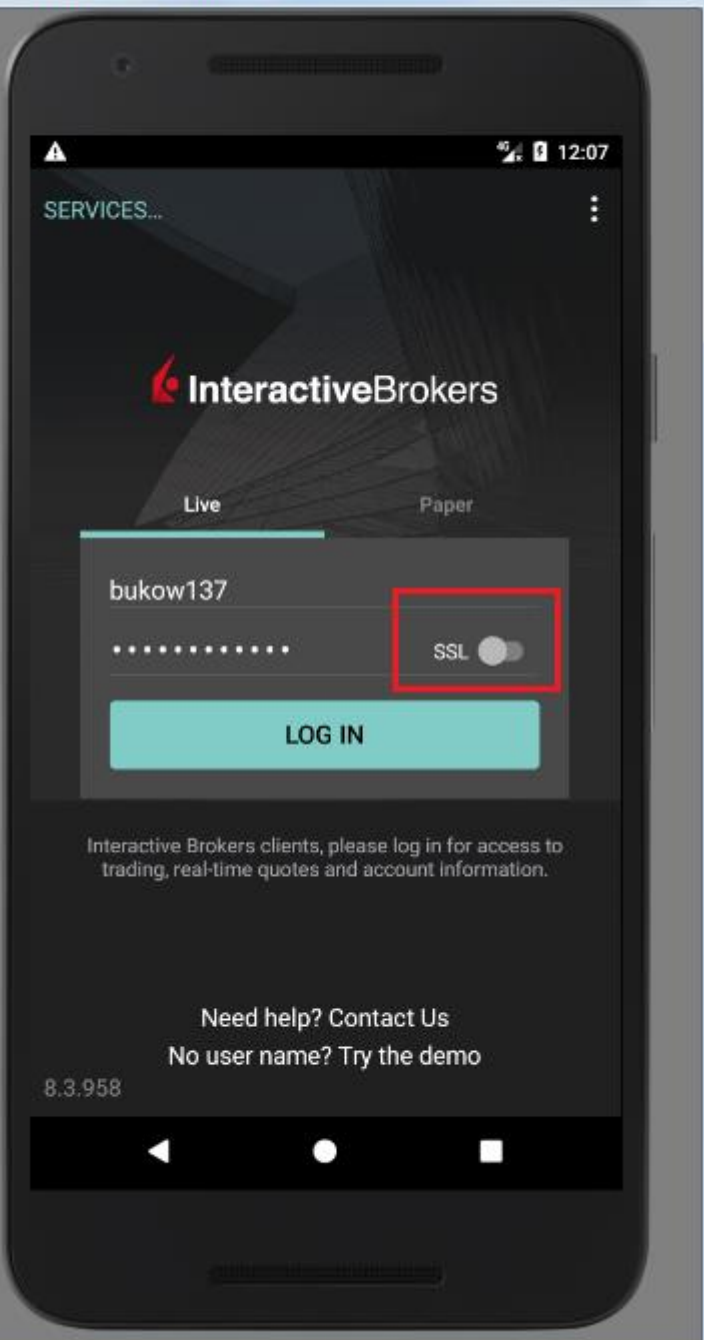 12:07
SERVICES...
InteractiveBrokers
Live Paper
bukow137
SSL
LOG IN
Interactive Brokers clients, please log in for access to
trading, real-time quotes and account information.
Need help? Contact Us
No user name? Try the demo
8.3.958